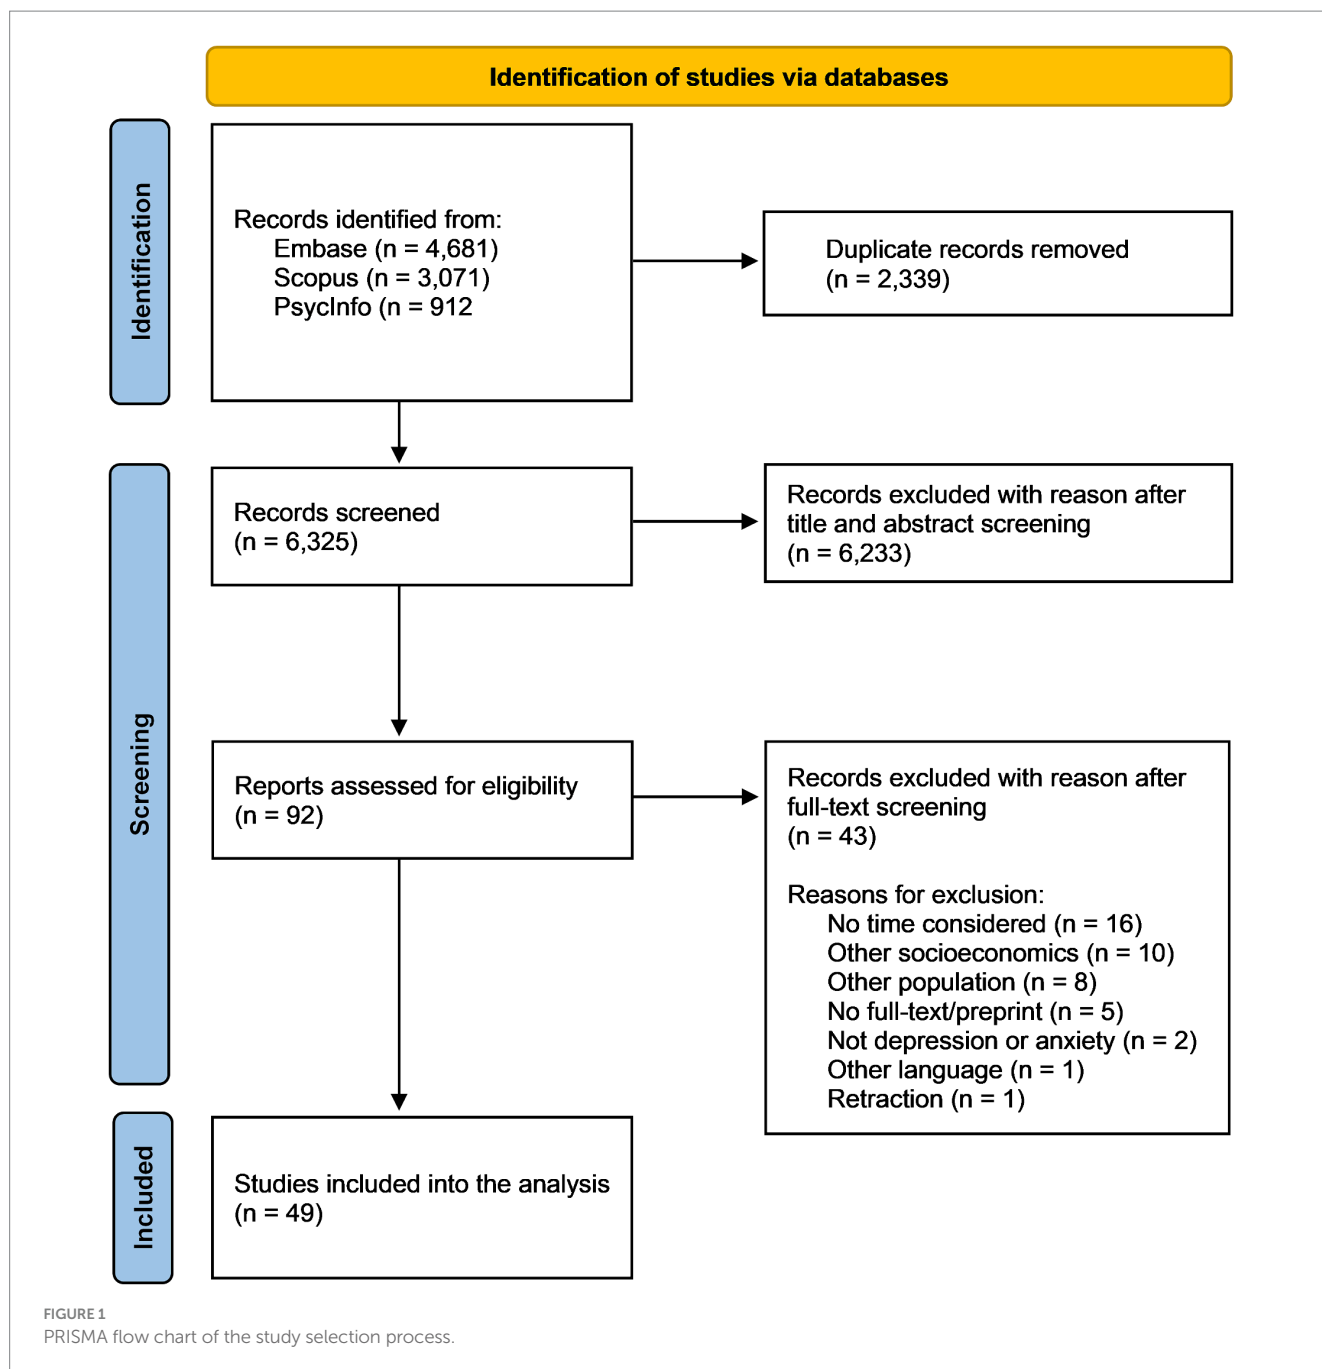 Identification of studies via databases
Identification
Records identified from:
Embase (n = 4,681)
Scopus (n = 3,071)
PsycInfo (n = 912
Duplicate records removed
(n = 2,339)
Screening
Records screened
(n = 6,325)
Records excluded with reason after
title and abstract screening
(n = 6,233)
Reports assessed for eligibility
(n = 92)
Records excluded with reason after
full-text screening
(n = 43)
Reasons for exclusion:
No time considered (n = 16)
Other socioeconomics (n = 10)
Other population (n = 8)
No full-text/preprint (n = 5)
Not depression or anxiety (n = 2)
Other language (n = 1)
Retraction (n = 1)
Included
Studies included into the analysis
(n = 49)
FIGURE 1
PRISMA flow chart of the study selection process.